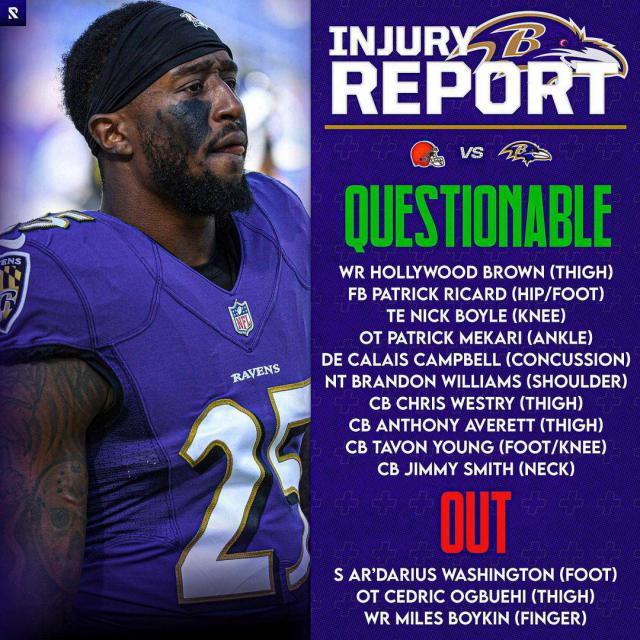 INJURY
REPORT
VS
QUESTIONABLE
WR HOLLYWOOD BROWN (THIGH)
FB PATRICK RICARD (HIP/FOOT)
TE NICK BOYLE (KNEE)
OT PATRICK MEKARI (ANKLE)
DE CALAIS CAMPBELL (CONCUSSION)
NT BRANDON WILLIAMS (SHOULDER)
CB CHRIS WESTRY (THIGH)
CB ANTHONY AVERETT (THIGH)
CB TAVON YOUNG (FOOT/KNEE)
CB JIMMY SMITH (NECK)
OUT
S AR'DARIUS WASHINGTON (FOOT)
OT CEDRIC OGBUEHI (THIGH)
WR MILES BOYKIN (FINGER)
B
25
ENS
NFL
RAVENS
25